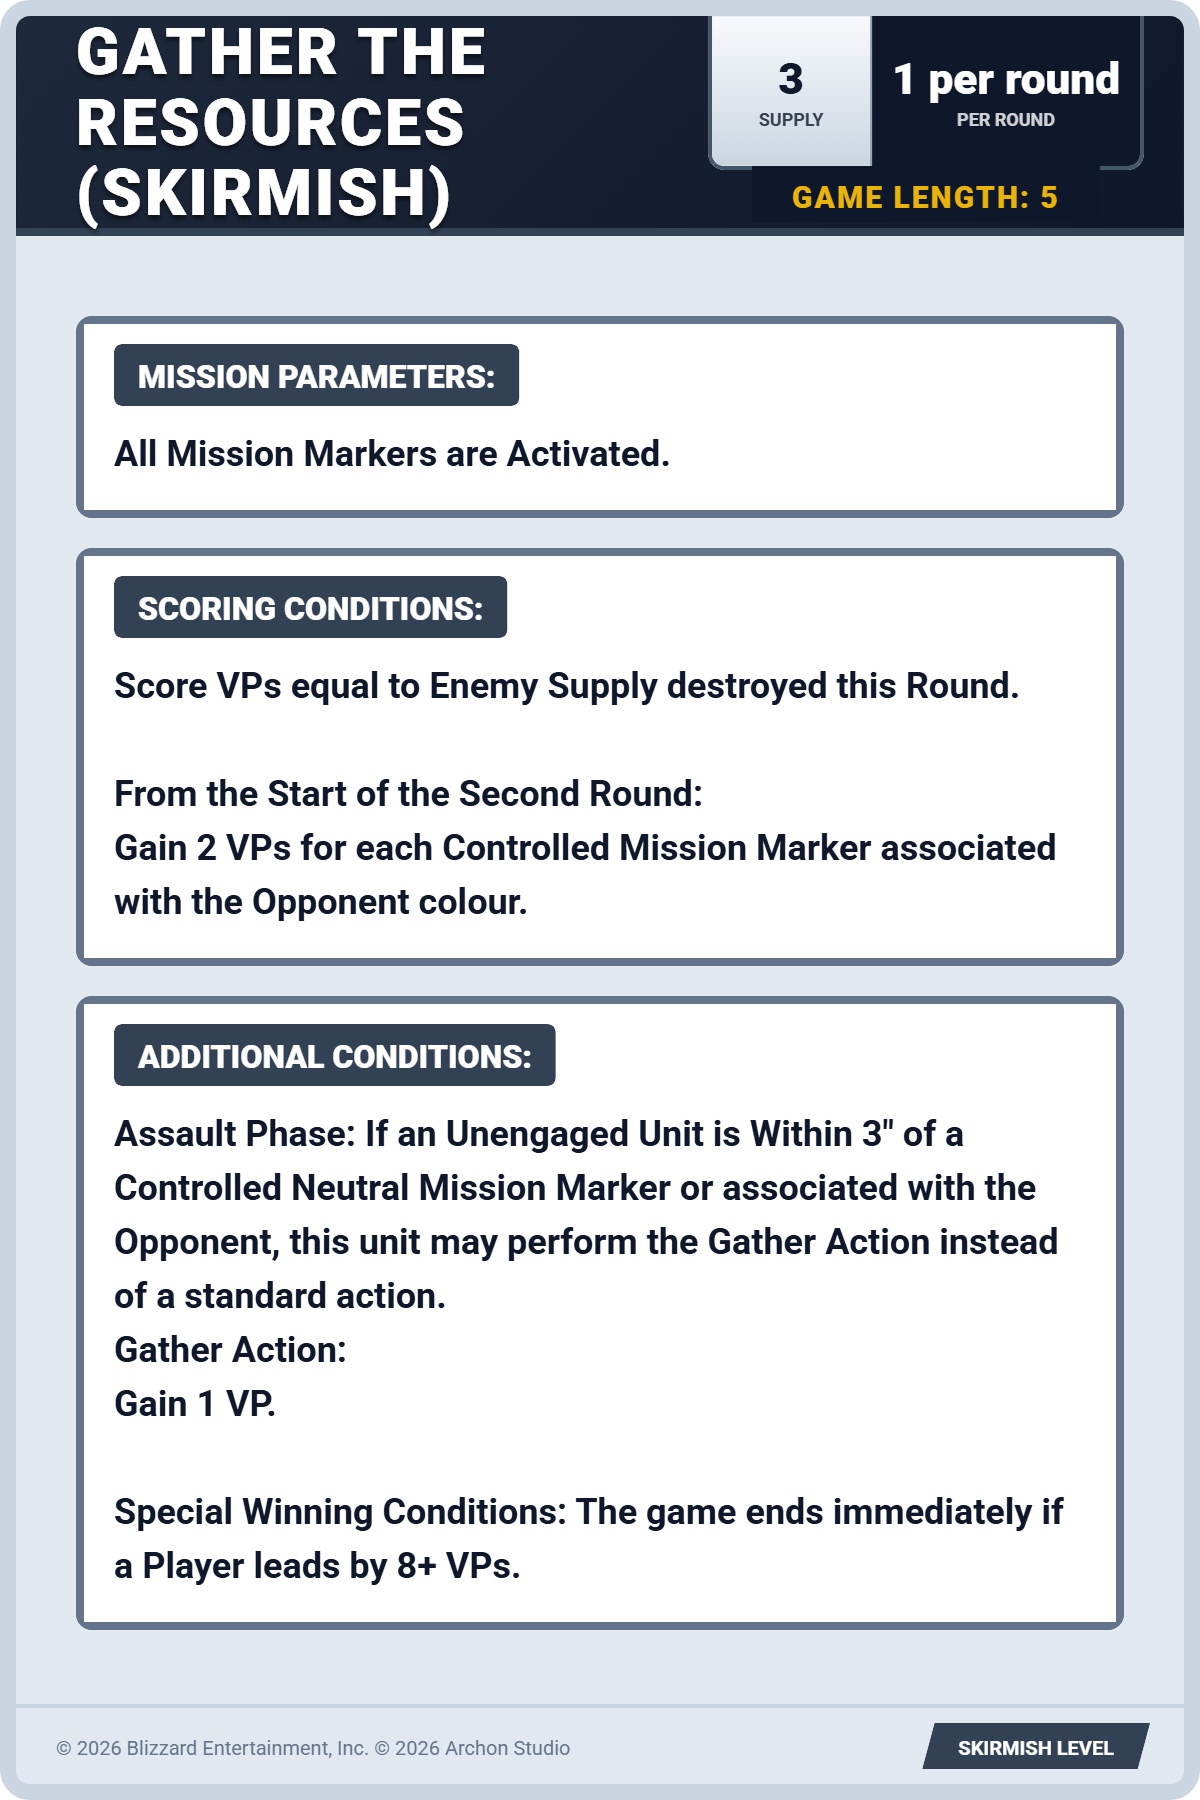 GATHER THE
RESOURCES
(SKIRMISH)
3
SUPPLY
1 per round
PER ROUND
GAME LENGTH: 5
MISSION PARAMETERS:
All Mission Markers are Activated.
SCORING CONDITIONS:
Score VPs equal to Enemy Supply destroyed this Round.
From the Start of the Second Round:
Gain 2 VPs for each Controlled Mission Marker associated
with the Opponent colour.
ADDITIONAL CONDITIONS:
Assault Phase: If an Unengaged Unit is Within 3" of a
Controlled Neutral Mission Marker or associated with the
Opponent, this unit may perform the Gather Action instead
of a standard action.
Gather Action:
Gain 1 VP.
Special Winning Conditions: The game ends immediately if
a Player leads by 8+ VPs.
© 2026 Blizzard Entertainment, Inc. © 2026 Archon Studio
SKIRMISH LEVEL